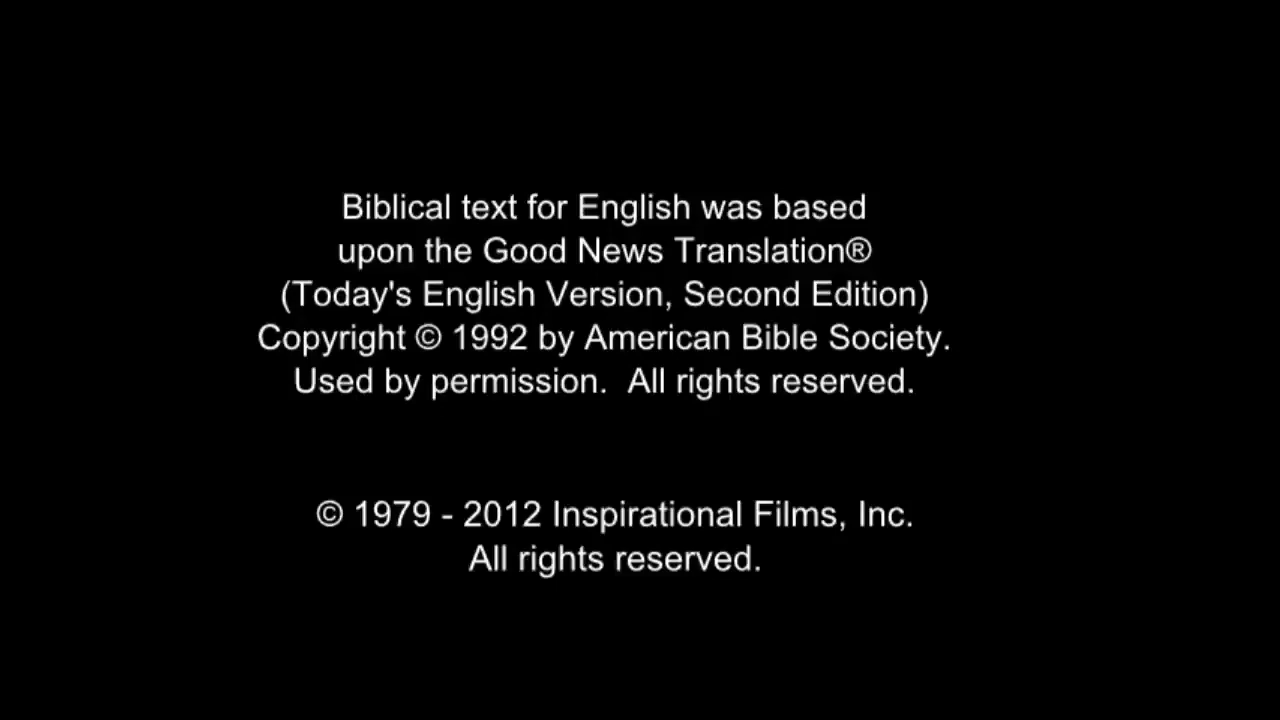 Biblical text for English was based
upon the Good News Translation®
(Today's English Version, Second Edition)
Copyright © 1992 by American Bible Society.
Used by permission.  All rights reserved.
© 1979 - 2012 Inspirational Films, Inc.
All rights reserved.